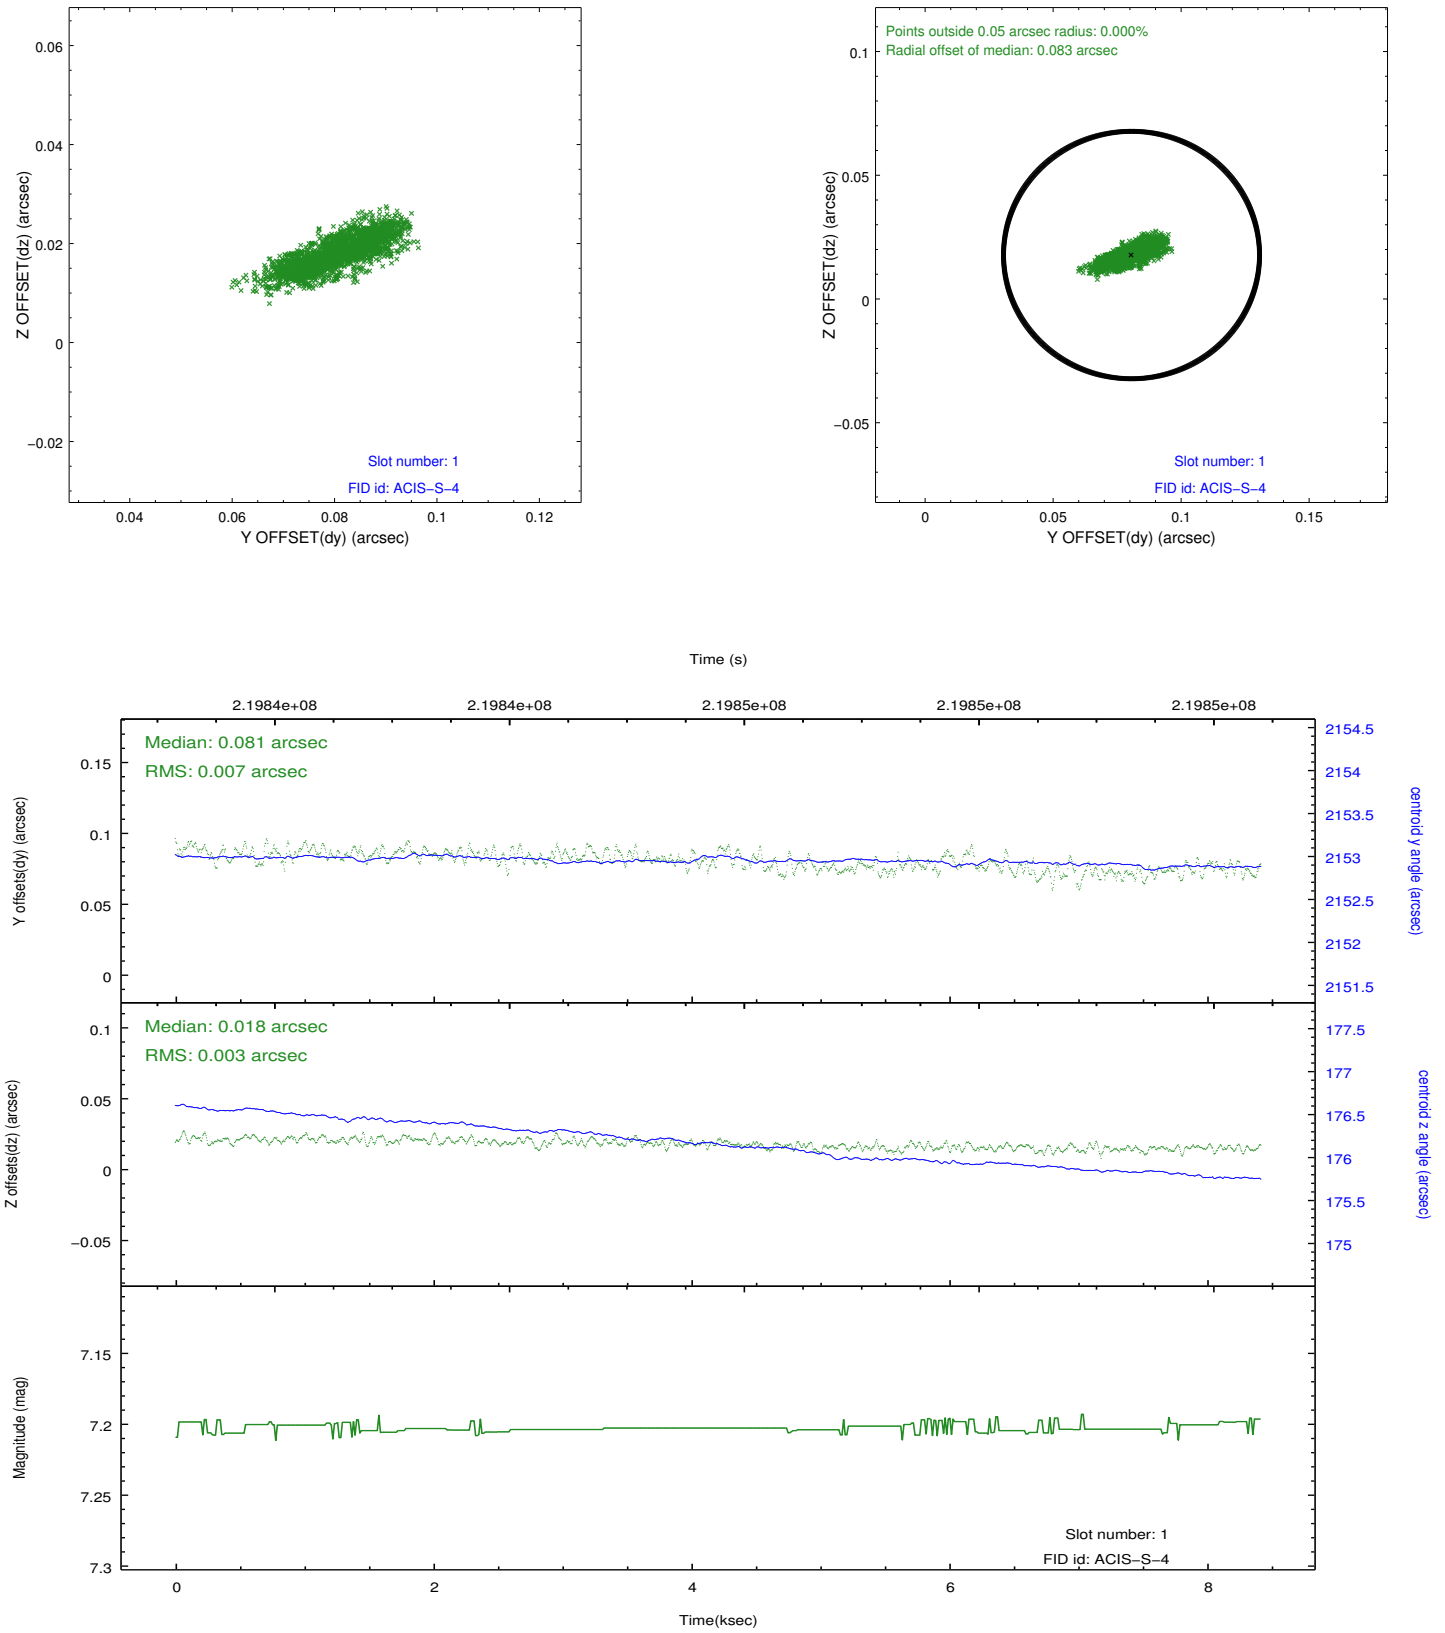 0.06
0.04
0.02
0
−0.02
Z OFFSET(dz) (arcsec)
Slot number: 1
FID id: ACIS−S−4
0.04
0.06
0.08
0.1
0.12
Y OFFSET(dy) (arcsec)
Points outside 0.05 arcsec radius: 0.000%
Radial offset of median: 0.083 arcsec
0.1
0.05
0
−0.05
Z OFFSET(dz) (arcsec)
Slot number: 1
FID id: ACIS−S−4
0
0.05
0.1
0.15
Y OFFSET(dy) (arcsec)
Time (s)
2.1984e+08
2.1984e+08
2.1985e+08
2.1985e+08
2.1985e+08
Median: 0.081 arcsec
RMS: 0.007 arcsec
0.15
0.1
0.05
0
Y offsets(dy) (arcsec)
2154.5
2154
2153.5
2153
2152.5
2152
2151.5
centroid y angle (arcsec)
Median: 0.018 arcsec
RMS: 0.003 arcsec
0.1
0.05
0
−0.05
Z offsets(dz) (arcsec)
177.5
177
176.5
176
175.5
175
centroid z angle (arcsec)
7.15
7.2
7.25
7.3
Magnitude (mag)
Slot number: 1
FID id: ACIS−S−4
0
2
4
6
8
Time(ksec)